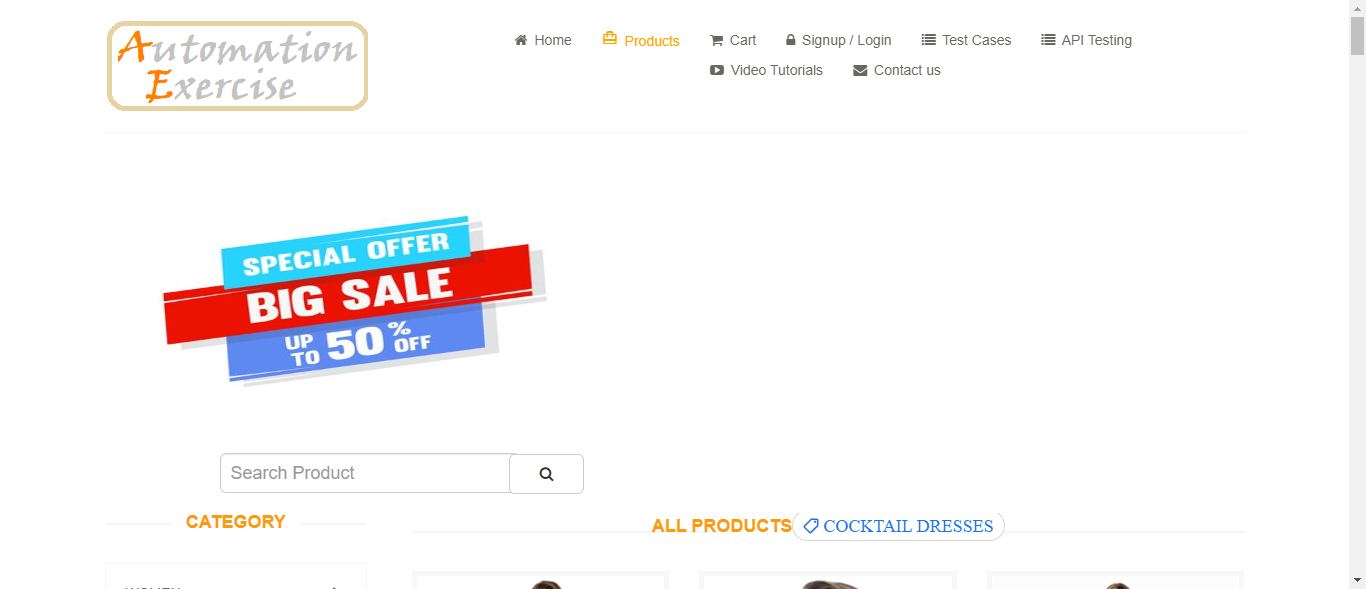 Automation
Exercise
Home Products Cart Signup / Login Test Cases API Testing
Video Tutorials Contact us
SPECIAL OFFER
BIG SALE
UP TO 50% OFF
Search Product
CATEGORY
ALL PRODUCTS COCKTAIL DRESSES